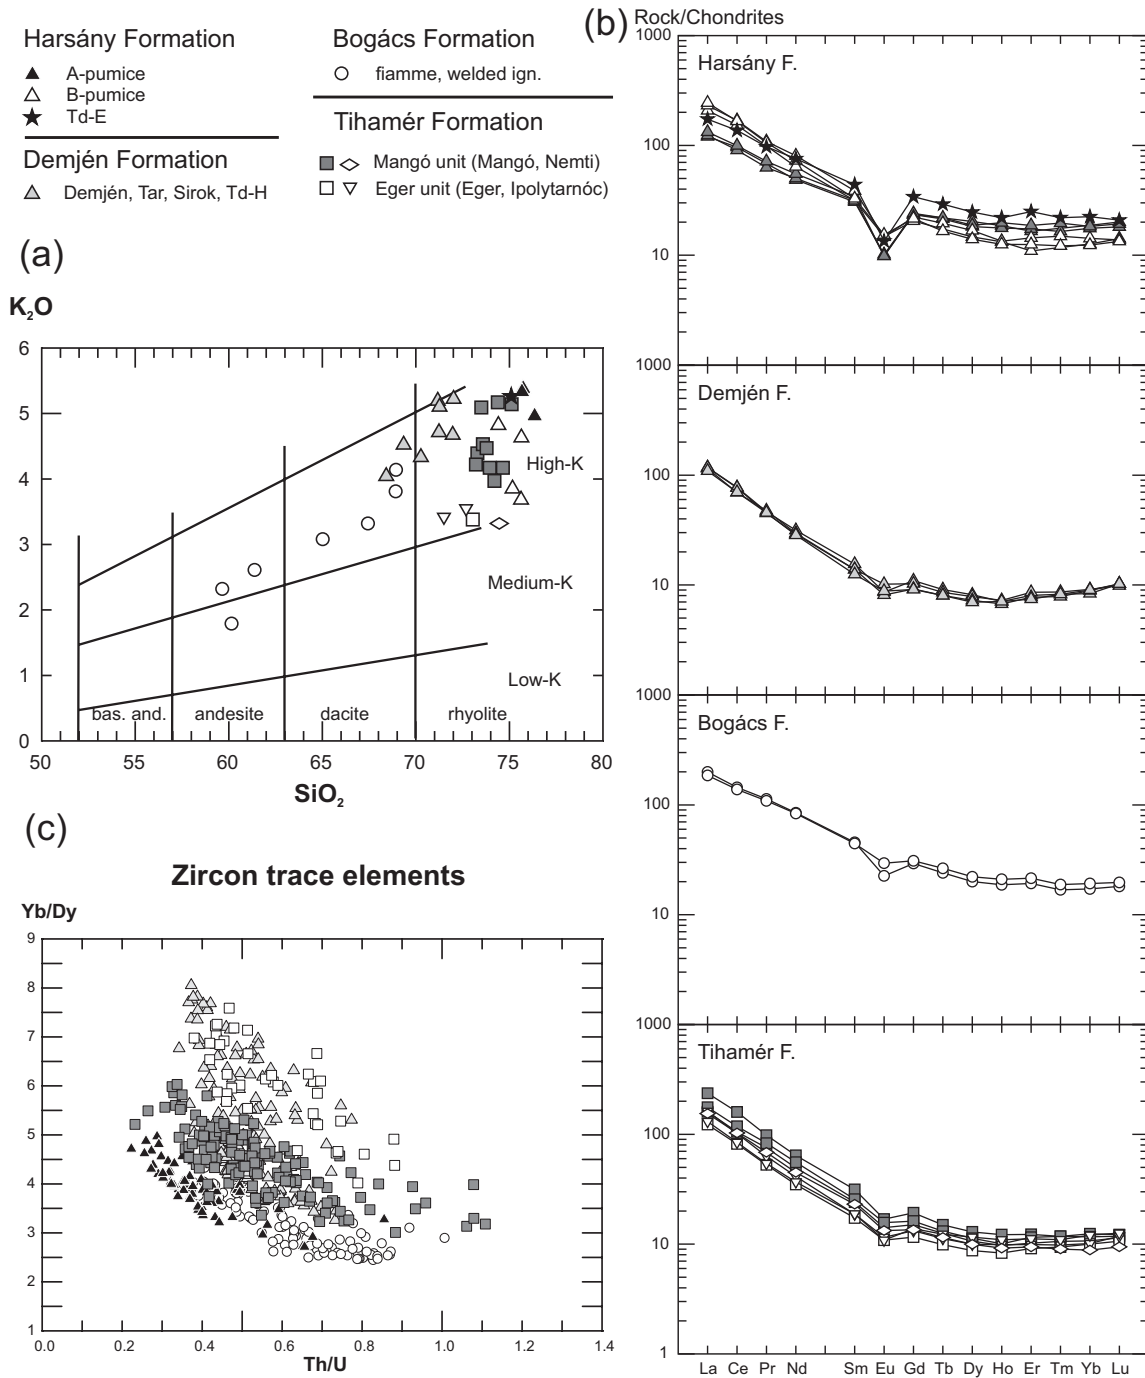 Harsány Formation
A-pumice
B-pumice
Td-E
Demjén Formation
Demjén, Tar, Sirok, Td-H
Bogács Formation
fiamme, welded ign.
Tihamér Formation
Mangó unit (Mangó, Nemti)
Eger unit (Eger, Ipolytarnóc)
(a)
K2O
6
5
4
3
2
1
0
High-K
Medium-K
Low-K
bas. and. andesite dacite rhyolite
50 55 60 65 70 75 80
SiO2
(c)
Zircon trace elements
Yb/Dy
9
8
7
6
5
4
3
2
1
0.0 0.2 0.4 0.6 0.8 1.0 1.2 1.4
Th/U
(b)
Rock/Chondrites
1000
Harsány F.
100
10
1000
Demjén F.
100
10
1000
Bogács F.
100
10
1000
Tihamér F.
100
10
1
La Ce Pr Nd Sm Eu Gd Tb Dy Ho Er Tm Yb Lu